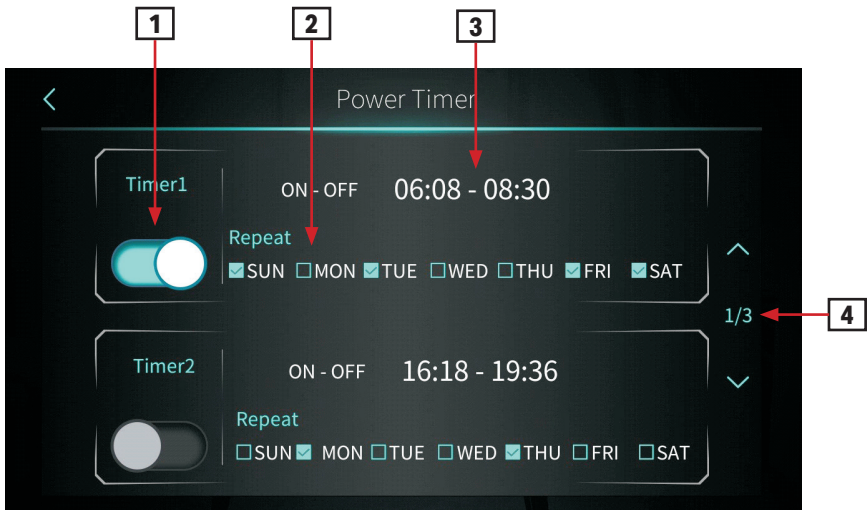 1 2 3
Power Timer
Timer1
ON - OFF 06:08 - 08:30
Repeat
SUN MON TUE WED THU FRI SAT
1/3 4
Timer2
ON - OFF 16:18 - 19:36
Repeat
SUN MON TUE WED THU FRI SAT